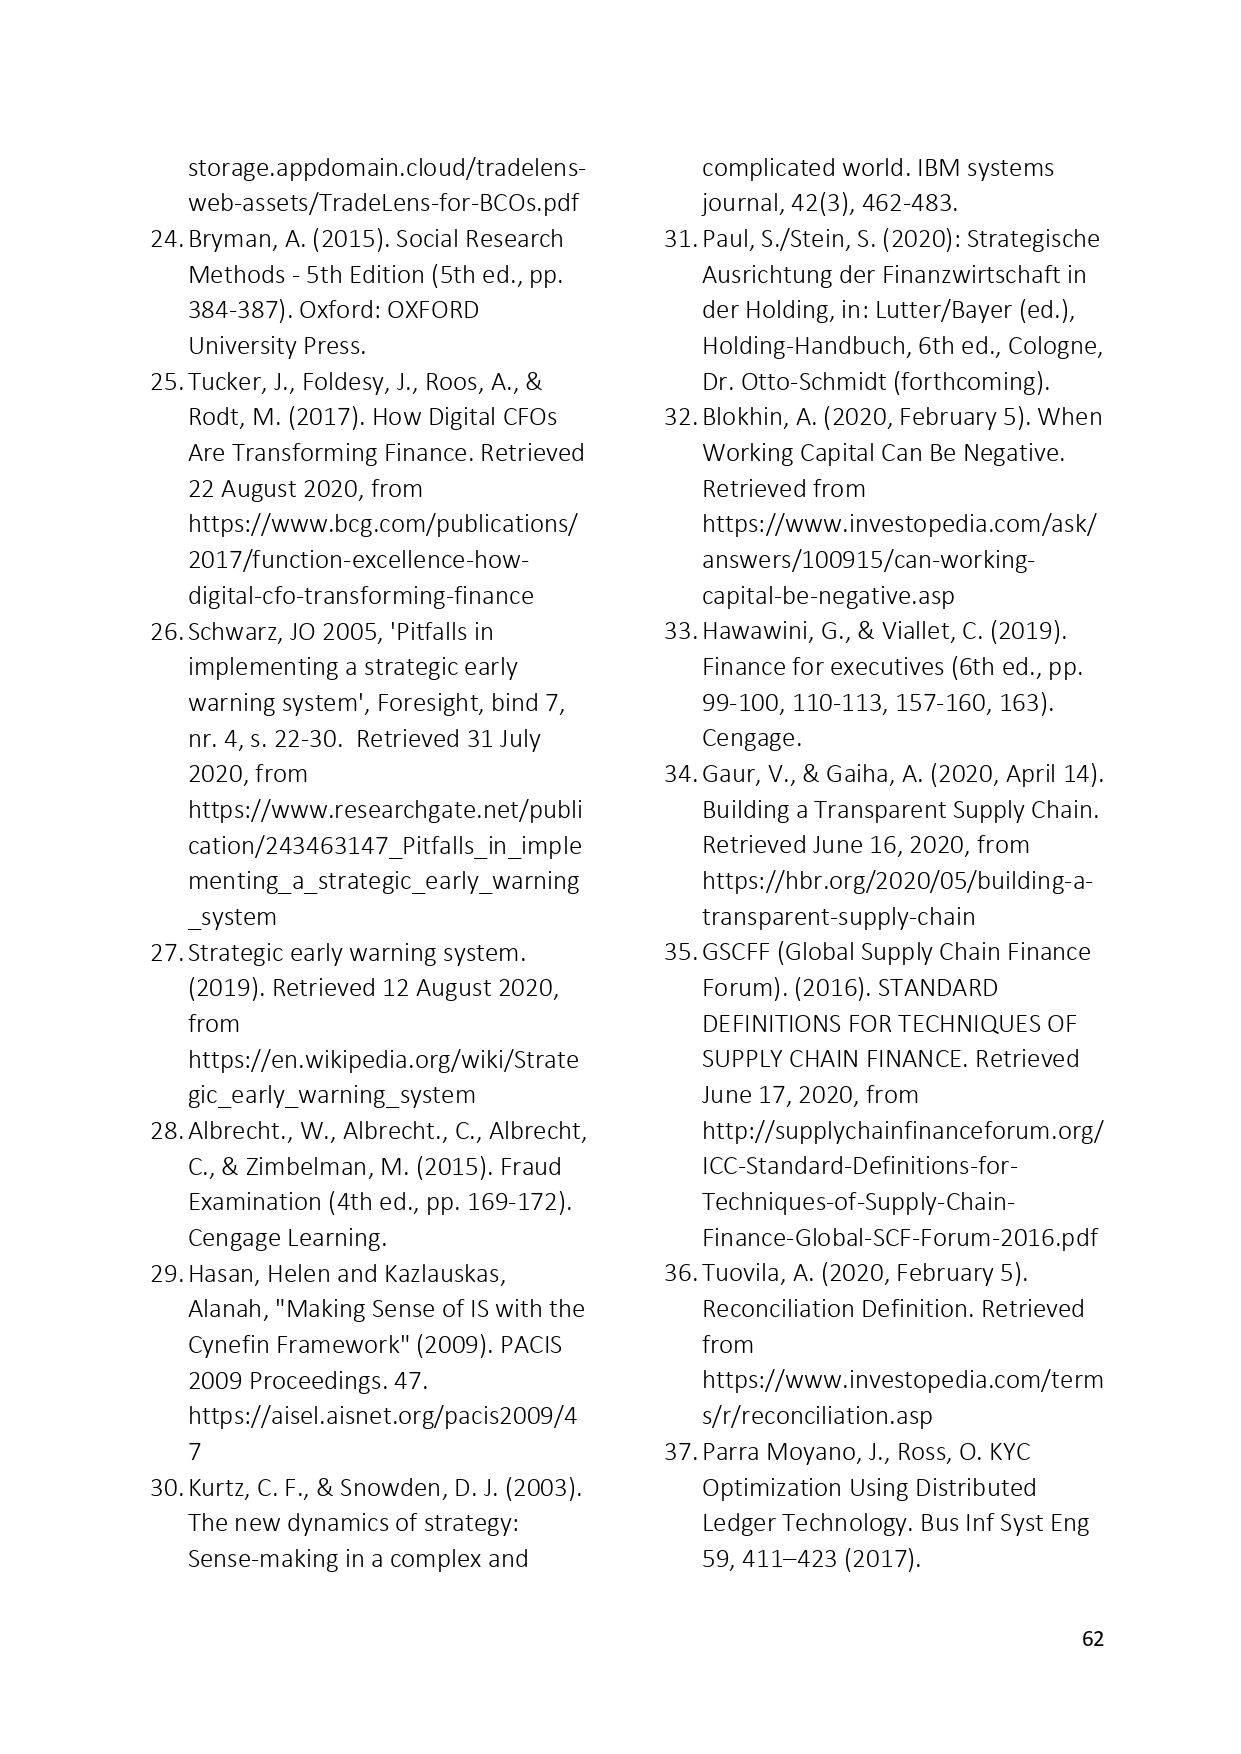 storage.appdomain.cloud/tradelens-
web-assets/TradeLens-for-BCOs.pdf
24. Bryman, A. (2015). Social Research
Methods - 5th Edition (5th ed., pp.
384-387). Oxford: OXFORD
University Press.
25. Tucker, J., Foldesy, J., Roos, A., &
Rodt, M. (2017). How Digital CFOs
Are Transforming Finance. Retrieved
22 August 2020, from
https://www.bcg.com/publications/
2017/function-excellence-how-
digital-cfo-transforming-finance
26. Schwarz, JO 2005, 'Pitfalls in
implementing a strategic early
warning system', Foresight, bind 7,
nr. 4, s. 22-30.  Retrieved 31 July
2020, from
https://www.researchgate.net/publi
cation/243463147_Pitfalls_in_imple
menting_a_strategic_early_warning
_system
27. Strategic early warning system.
(2019). Retrieved 12 August 2020,
from
https://en.wikipedia.org/wiki/Strate
gic_early_warning_system
28. Albrecht., W., Albrecht., C., Albrecht,
C., & Zimbelman, M. (2015). Fraud
Examination (4th ed., pp. 169-172).
Cengage Learning.
29. Hasan, Helen and Kazlauskas,
Alanah, "Making Sense of IS with the
Cynefin Framework" (2009). PACIS
2009 Proceedings. 47.
https://aisel.aisnet.org/pacis2009/4
7
30. Kurtz, C. F., & Snowden, D. J. (2003).
The new dynamics of strategy:
Sense-making in a complex and
complicated world. IBM systems
journal, 42(3), 462-483.
31. Paul, S./Stein, S. (2020): Strategische
Ausrichtung der Finanzwirtschaft in
der Holding, in: Lutter/Bayer (ed.),
Holding-Handbuch, 6th ed., Cologne,
Dr. Otto-Schmidt (forthcoming).
32. Blokhin, A. (2020, February 5). When
Working Capital Can Be Negative.
Retrieved from
https://www.investopedia.com/ask/
answers/100915/can-working-
capital-be-negative.asp
33. Hawawini, G., & Viallet, C. (2019).
Finance for executives (6th ed., pp.
99-100, 110-113, 157-160, 163).
Cengage.
34. Gaur, V., & Gaiha, A. (2020, April 14).
Building a Transparent Supply Chain.
Retrieved June 16, 2020, from
https://hbr.org/2020/05/building-a-
transparent-supply-chain
35. GSCFF (Global Supply Chain Finance
Forum). (2016). STANDARD
DEFINITIONS FOR TECHNIQUES OF
SUPPLY CHAIN FINANCE. Retrieved
June 17, 2020, from
http://supplychainfinanceforum.org/
ICC-Standard-Definitions-for-
Techniques-of-Supply-Chain-
Finance-Global-SCF-Forum-2016.pdf
36. Tuovila, A. (2020, February 5).
Reconciliation Definition. Retrieved
from
https://www.investopedia.com/term
s/r/reconciliation.asp
37. Parra Moyano, J., Ross, O. KYC
Optimization Using Distributed
Ledger Technology. Bus Inf Syst Eng
59, 411–423 (2017).
62